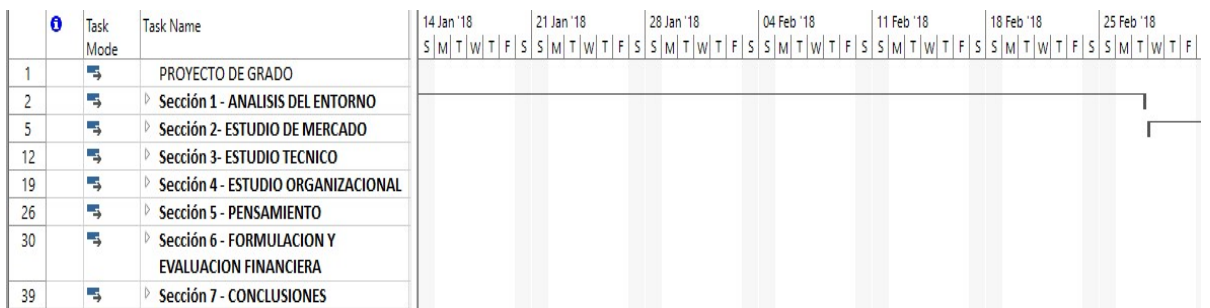 Task Mode
Task Name
14 Jan '18
21 Jan '18
28 Jan '18
04 Feb '18
11 Feb '18
18 Feb '18
25 Feb '18
S M T W T F S S M T W T F S S M T W T F S S M T W T F S S M T W T F S S M T W T F S S M T W T F
1 PROYECTO DE GRADO
2 Sección 1 - ANALISIS DEL ENTORNO
5 Sección 2- ESTUDIO DE MERCADO
12 Sección 3- ESTUDIO TECNICO
19 Sección 4 - ESTUDIO ORGANIZACIONAL
26 Sección 5 - PENSAMIENTO
30 Sección 6 - FORMULACION Y
EVALUACION FINANCIERA
39 Sección 7 - CONCLUSIONES